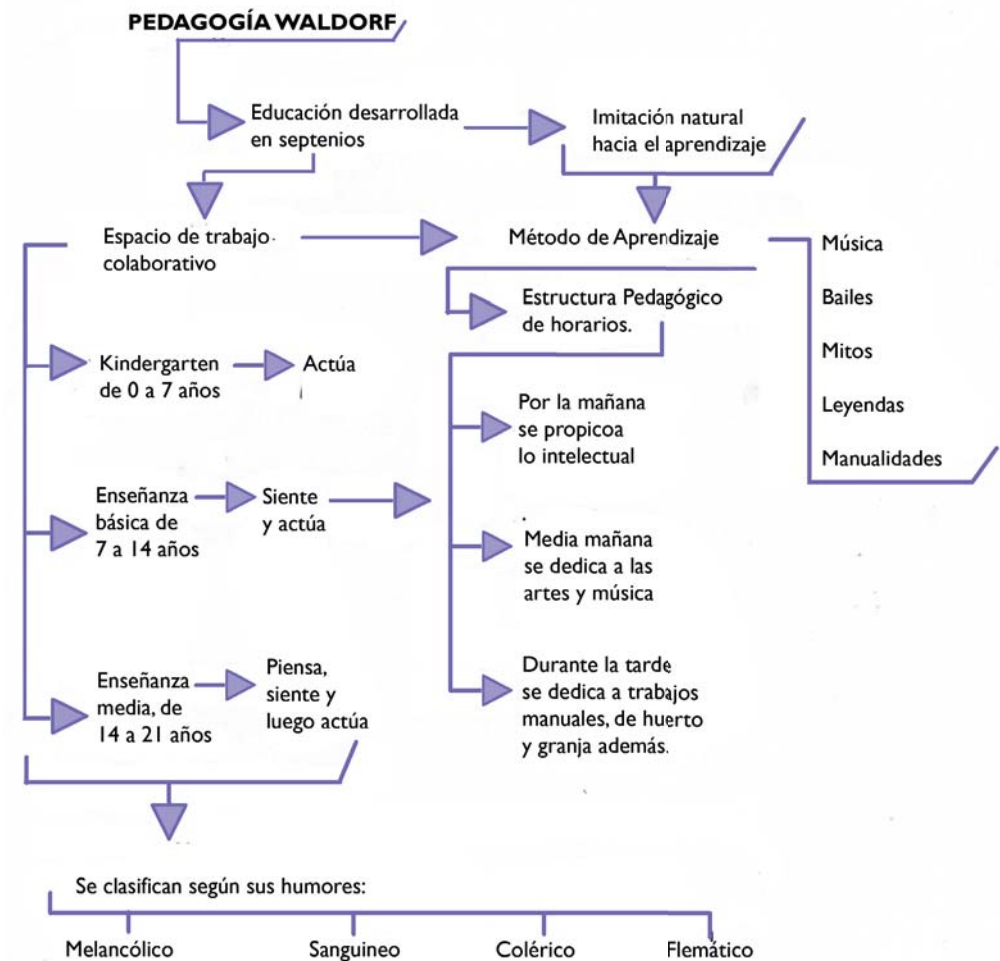 PEDAGOGÍA WALDORF
Educación desarrollada
en septenios
Imitación natural
hacia el aprendizaje
Espacio de trabajo
colaborativo
Método de Aprendizaje
Música
Bailes
Mitos
Leyendas
Manualidades
Estructura Pedagógico
de horarios.
Kindergarten
de 0 a 7 años
Actúa
Por la mañana
se propicoa
lo intelectual
Enseñanza
básica de
7 a 14 años
Siente
y actúa
Media mañana
se dedica a las
artes y música
Enseñanza
media, de
14 a 21 años
Piensa,
siente y
luego actúa
Durante la tarde
se dedica a trabajos
manuales, de huerto
y granja además.
Se clasifican según sus humores:
Melancólico
Sanguineo
Colérico
Flemático